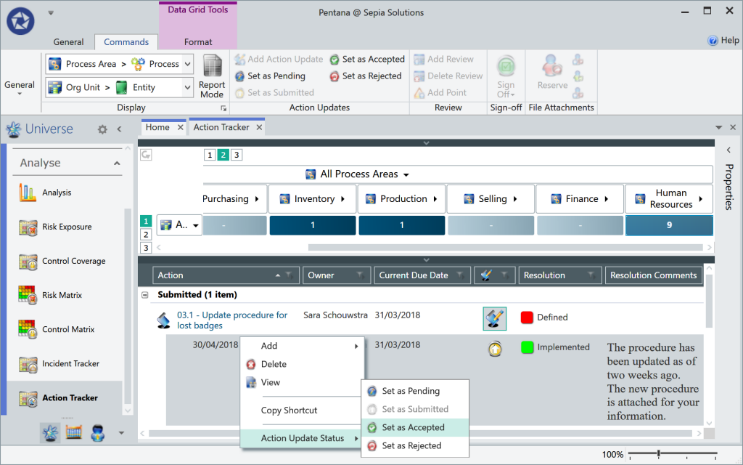 Data Grid Tools
Pentana @ Sepia Solutions
General
Commands
Format
Help
General
Process Area > Process
Org Unit > Entity
Report Mode
Display
Add Action Update
Set as Pending
Set as Submitted
Set as Accepted
Set as Rejected
Action Updates
Add Review
Delete Review
Add Point
Review
Sign Off
Sign-off
Reserve
File Attachments
Universe
Home
Action Tracker
Analyse
Analysis
Risk Exposure
Control Coverage
Risk Matrix
Control Matrix
Incident Tracker
Action Tracker
1 2 3
All Process Areas
Purchasing
Inventory
Production
Selling
Finance
Human
Resources
1
2
3
A..
-
1
1
-
-
9
Properties
Action
Owner
Current Due Date
Resolution
Resolution Comments
Submitted (1 item)
03.1 - Update procedure for
lost badges
Sara Schouwstra
31/03/2018
Defined
30/04/2018
31/03/2018
Implemented
The procedure has
been updated as of
two weeks ago.
The new procedure
is attached for your
information.
Add
Delete
View
Copy Shortcut
Action Update Status
Set as Pending
Set as Submitted
Set as Accepted
Set as Rejected
100%